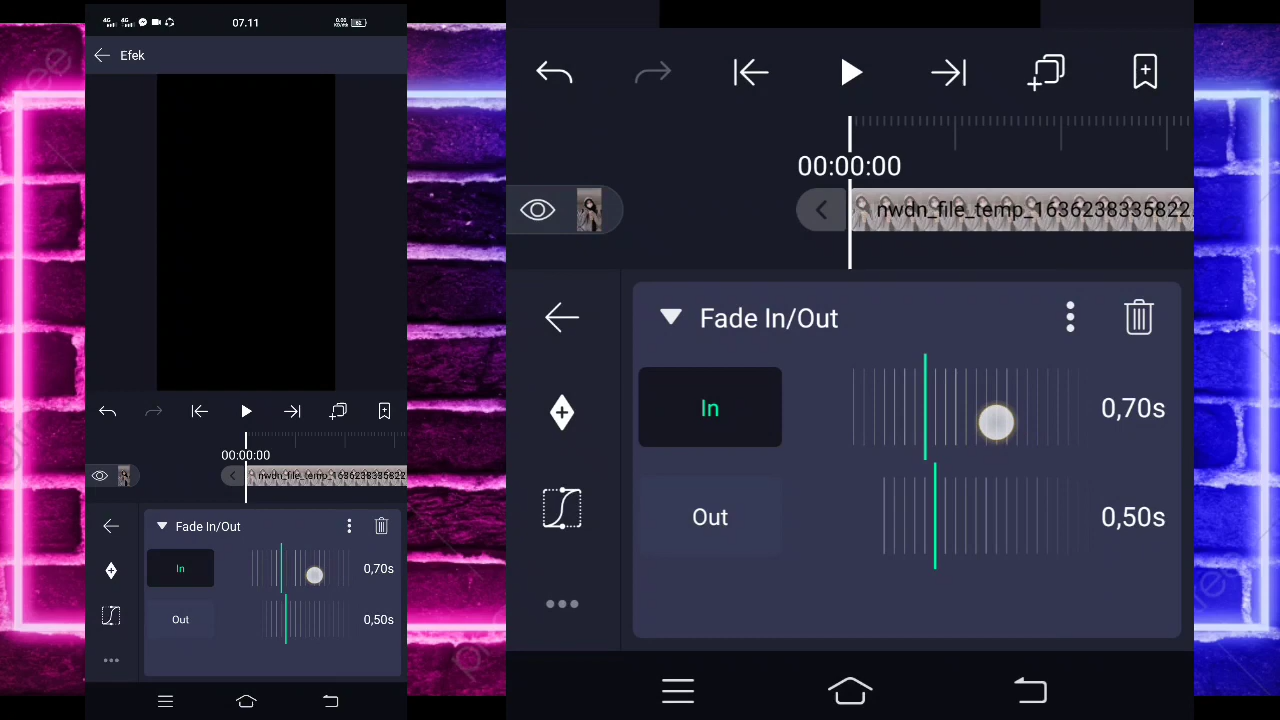 07.11
Efek
00:00:00
nwdn_file_temp_1636238335822
Fade In/Out
In
0,70s
Out
0,50s
00:00:00
nwdn_file_temp_1636238335822.
Fade In/Out
In
0,70s
Out
0,50s